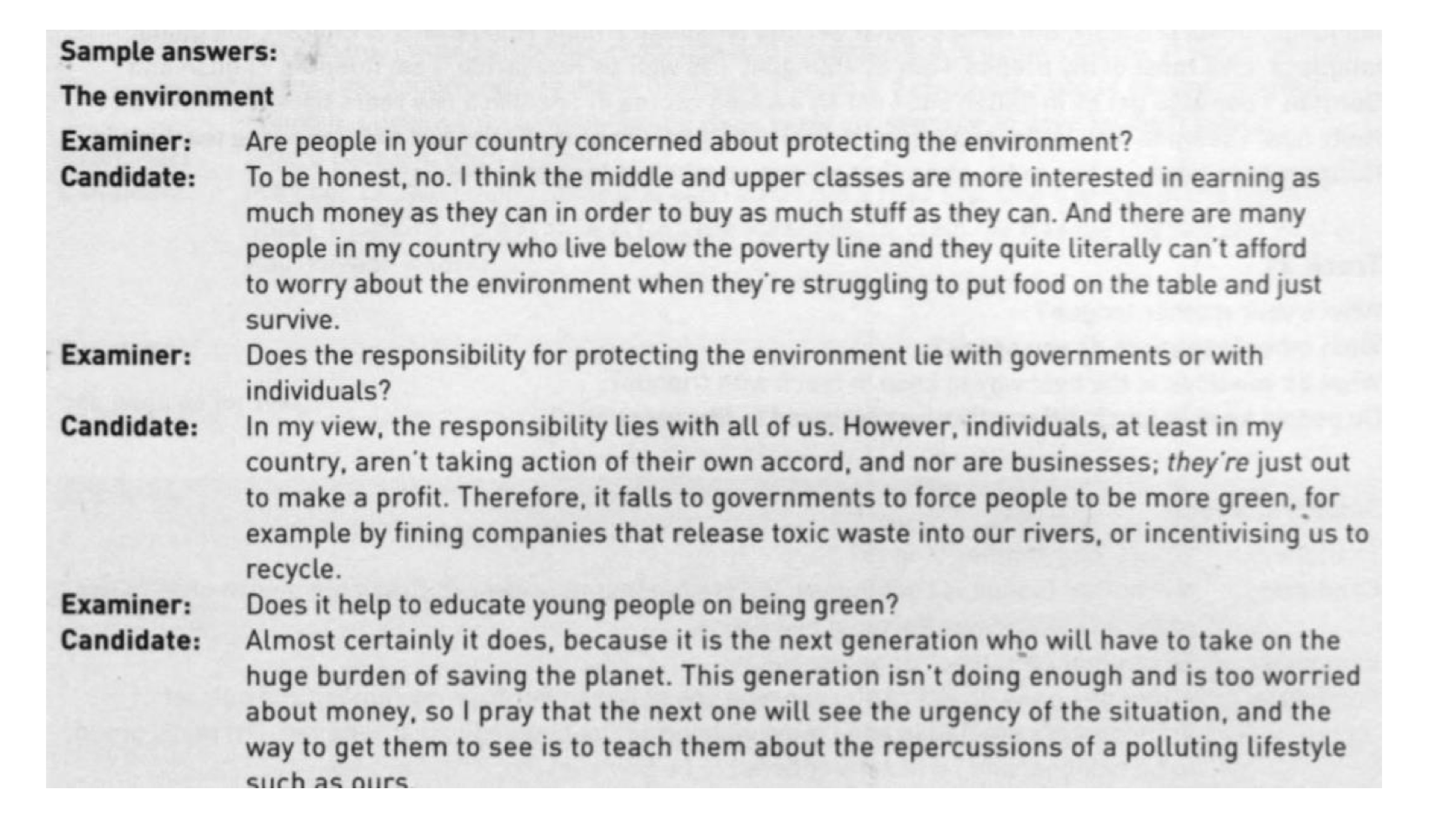 Sample answers:
The environment
Examiner: Are people in your country concerned about protecting the environment?
Candidate: To be honest, no. I think the middle and upper classes are more interested in earning as
much money as they can in order to buy as much stuff as they can. And there are many
people in my country who live below the poverty line and they quite literally can't afford
to worry about the environment when they're struggling to put food on the table and just
survive.
Examiner: Does the responsibility for protecting the environment lie with governments or with
individuals?
Candidate: In my view, the responsibility lies with all of us. However, individuals, at least in my
country, aren't taking action of their own accord, and nor are businesses; they're just out
to make a profit. Therefore, it falls to governments to force people to be more green, for
example by fining companies that release toxic waste into our rivers, or incentivising us to
recycle.
Examiner: Does it help to educate young people on being green?
Candidate: Almost certainly it does, because it is the next generation who will have to take on the
huge burden of saving the planet. This generation isn't doing enough and is too worried
about money, so I pray that the next one will see the urgency of the situation, and the
way to get them to see is to teach them about the repercussions of a polluting lifestyle
such as ours.